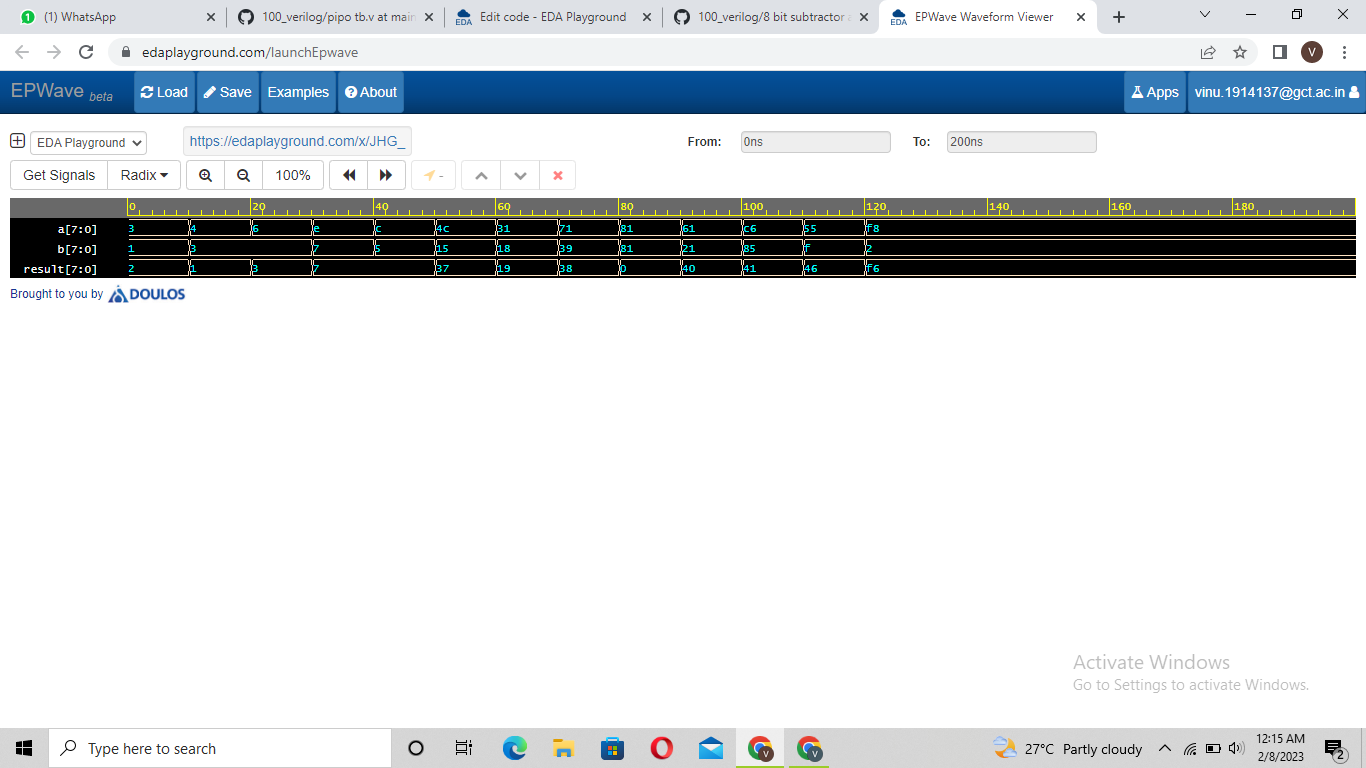 (1) WhatsApp
100_verilog/pipo tb.v at main
Edit code - EDA Playground
100_verilog/8 bit subtractor a
EPWave Waveform Viewer
edaplayground.com/launchEpwave
V
EPWave beta
Load
Save
Examples
About
Apps
vinu.1914137@gct.ac.in
EDA Playground
https://edaplayground.com/x/JHG_
From:
0ns
To:
200ns
Get Signals
Radix
100%
-
0 20 40 60 80 100 120 140 160 180
a[7:0] 3 4 6 e c 4c 31 71 81 61 c6 55 f8
b[7:0] 1 3 7 5 15 18 39 81 21 85 f 2
result[7:0] 2 1 3 7 37 19 38 0 40 41 46 f6
Brought to you by DOULOS
Activate Windows
Go to Settings to activate Windows.
Type here to search
27°C Partly cloudy
12:15 AM
2/8/2023
2